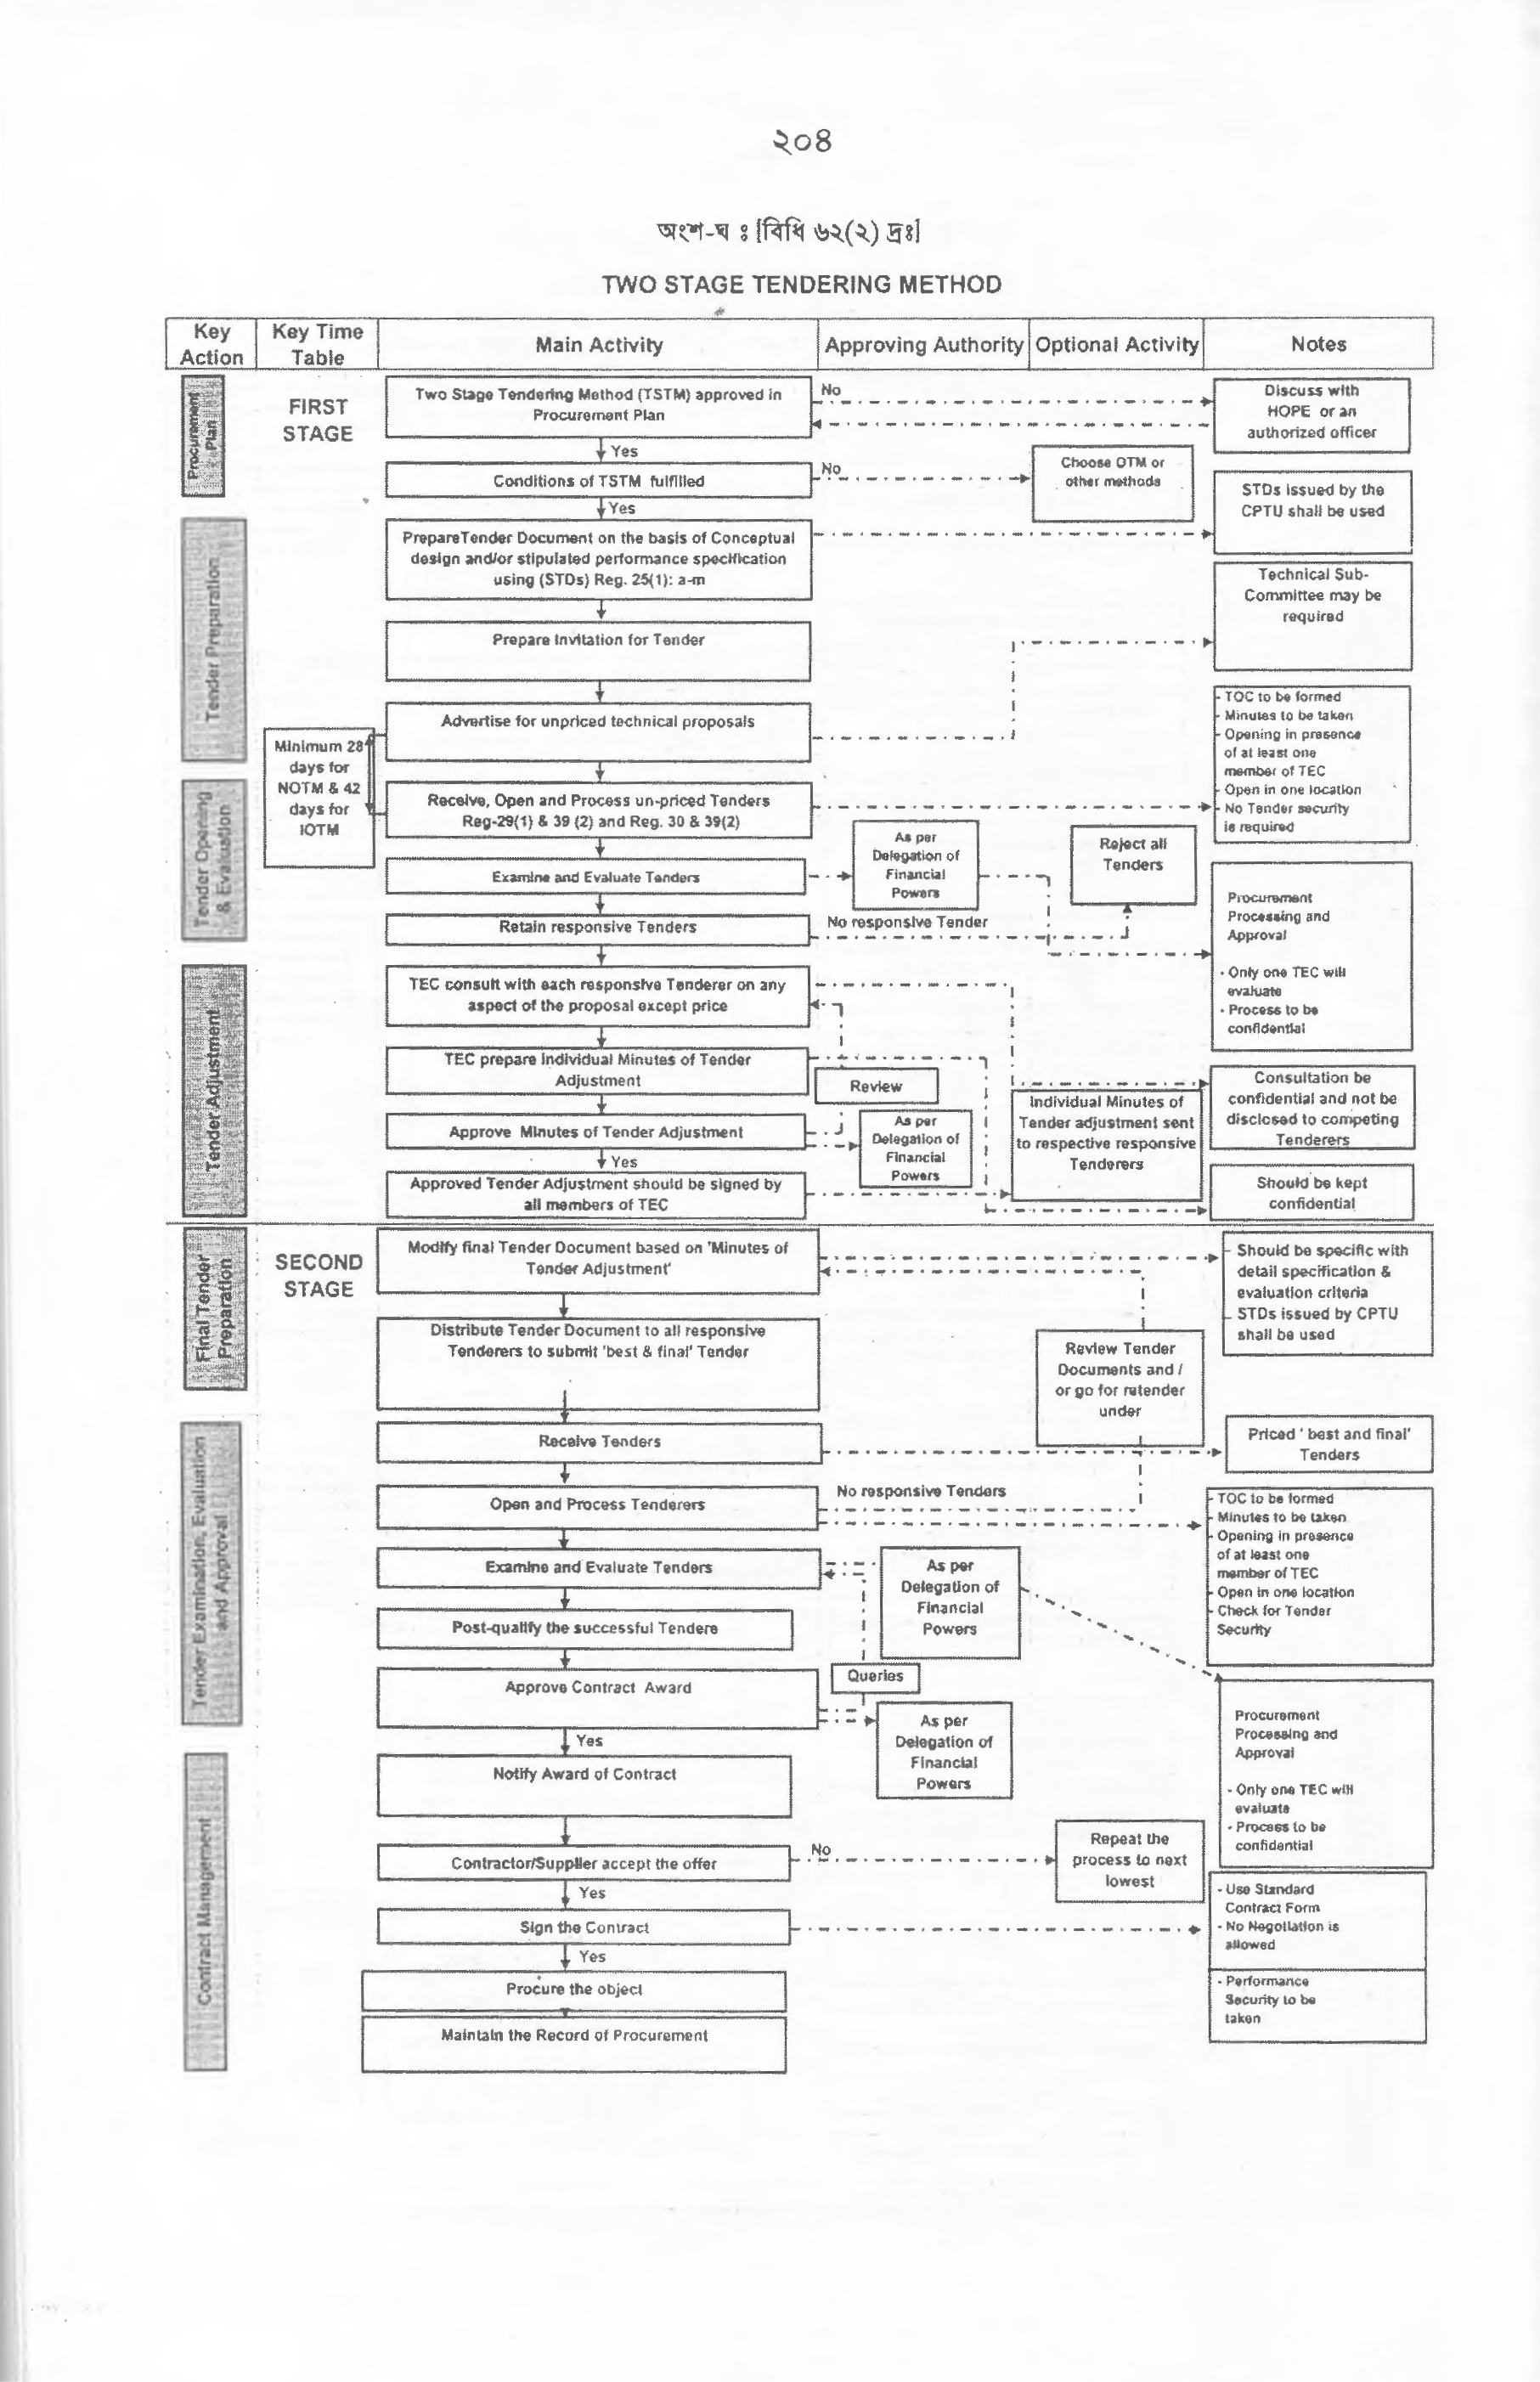 ২০৪
অংশ-ঘ ঃ [বিধি ৬২(২) দ্রঃ]
TWO STAGE TENDERING METHOD
Key
Action
Key Time
Table
Main Activity
Approving Authority
Optional Activity
Notes
Procurement
Plan
FIRST
STAGE
Two Stage Tendering Method (TSTM) approved in
Procurement Plan
No
Discuss with
HOPE or an
authorized officer
Yes
Conditions of TSTM fulfilled
No
Choose OTM or
other methods
STDs issued by the
CPTU shall be used
Yes
PrepareTender Document on the basis of Conceptual
design and/or stipulated performance specification
using (STDs) Reg. 25(1): a-m
Tender Preparation
Technical Sub-
Committee may be
required
Prepare Invitation for Tender
Advertise for unpriced technical proposals
Minimum 28
days for
NOTM & 42
days for
IOTM
- TOC to be formed
- Minutes to be taken
- Opening in presence
of at least one
member of TEC
- Open in one location
- No Tender security
is required
Tender Opening
& Evaluation
Receive, Open and Process un-priced Tenders
Reg-29(1) & 39 (2) and Reg. 30 & 39(2)
As per
Delegation of
Financial
Powers
Reject all
Tenders
Examine and Evaluate Tenders
Retain responsive Tenders
No responsive Tender
Procurement
Processing and
Approval
- Only one TEC will
evaluate
- Process to be
confidential
Tender Adjustment
TEC consult with each responsive Tenderer on any
aspect of the proposal except price
TEC prepare Individual Minutes of Tender
Adjustment
Review
Approve Minutes of Tender Adjustment
As per
Delegation of
Financial
Powers
Individual Minutes of
Tender adjustment sent
to respective responsive
Tenderers
Consultation be
confidential and not be
disclosed to competing
Tenderers
Yes
Approved Tender Adjustment should be signed by
all members of TEC
Should be kept
confidential
Final Tender
Preparation
SECOND
STAGE
Modify final Tender Document based on 'Minutes of
Tender Adjustment'
- Should be specific with
detail specification &
evaluation criteria
- STDs issued by CPTU
shall be used
Distribute Tender Document to all responsive
Tenderers to submit 'best & final' Tender
Review Tender
Documents and /
or go for retender
under
Tender Examination, Evaluation
and Approval
Receive Tenders
Priced ' best and final'
Tenders
Open and Process Tenderers
No responsive Tenders
- TOC to be formed
- Minutes to be taken
- Opening in presence
of at least one
member of TEC
- Open in one location
- Check for Tender
Security
Examine and Evaluate Tenders
As per
Delegation of
Financial
Powers
Post-qualify the successful Tendere
Queries
Approve Contract Award
As per
Delegation of
Financial
Powers
Procurement
Processing and
Approval
- Only one TEC will
evaluate
- Process to be
confidential
Yes
Contract Management
Notify Award of Contract
Contractor/Supplier accept the offer
No
Repeat the
process to next
lowest
Yes
Sign the Contract
- Use Standard
Contract Form
- No Negotiation is
allowed
Yes
Procure the object
- Performance
Security to be
taken
Maintain the Record of Procurement